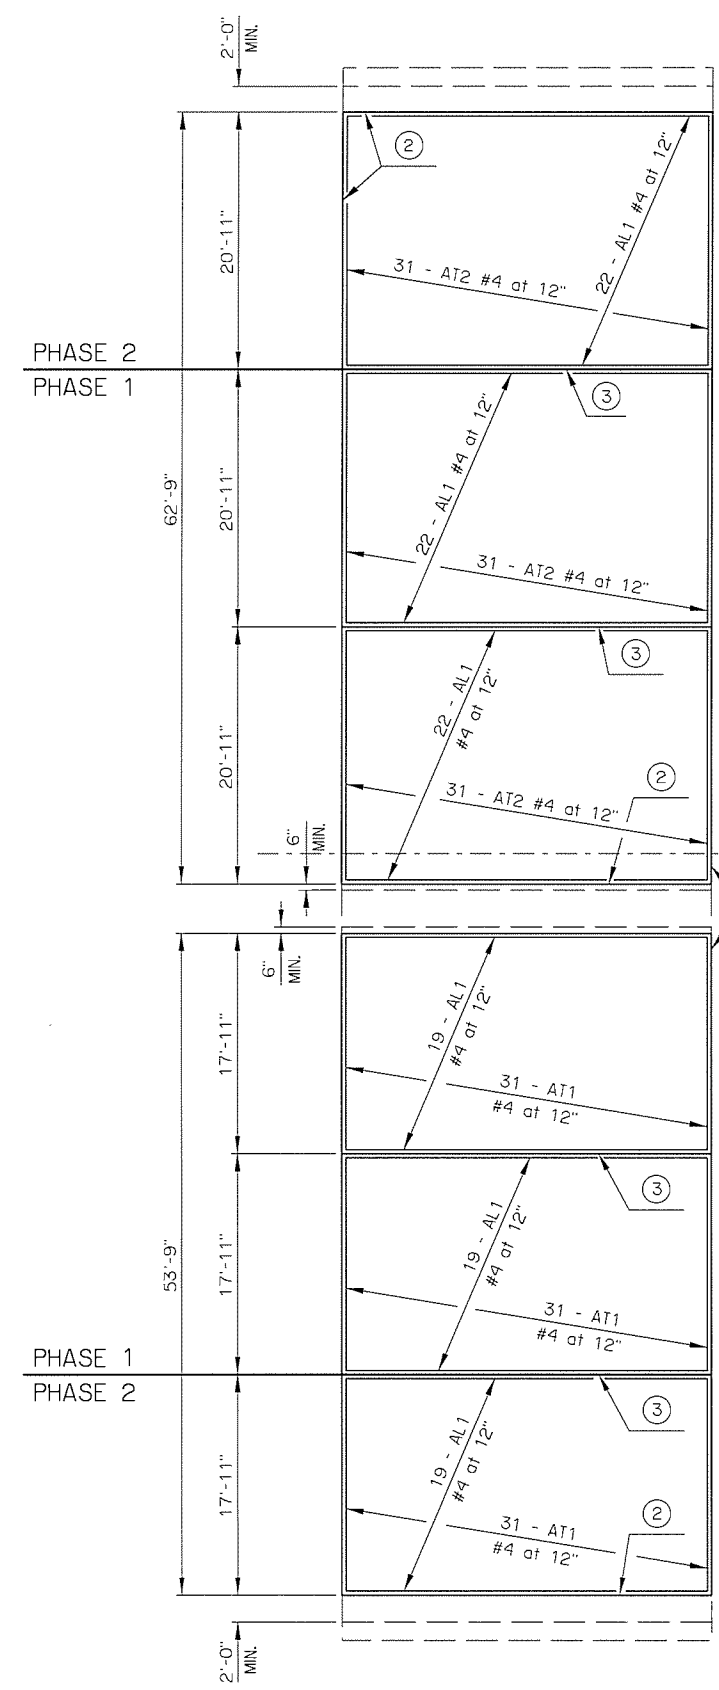 2'-0"
MIN.
2
20'-11"
22 - AL1 #4 at 12"
31 - AT2 #4 at 12"
PHASE 2
PHASE 1
3
62'-9"
20'-11"
22 - AL1 #4 at 12"
31 - AT2 #4 at 12"
3
20'-11"
22 - AL1
#4 at 12"
31 - AT2 #4 at 12"
2
6"
MIN.
6"
MIN.
17'-11"
19 - AL1
#4 at 12"
31 - AT1
#4 at 12"
3
53'-9"
17'-11"
19 - AL1
#4 at 12"
31 - AT1
#4 at 12"
PHASE 1
PHASE 2
3
17'-11"
19 - AL1
#4 at 12"
31 - AT1
#4 at 12"
2
2'-0"
MIN.